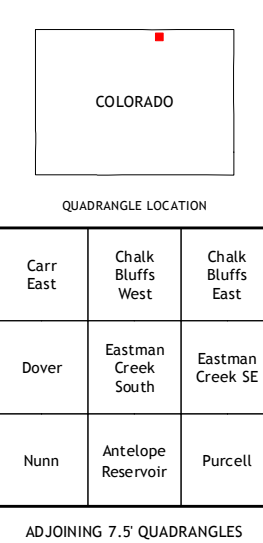 COLORADO
QUADRANGLE LOCATION
Carr
East
Chalk
Bluffs
West
Chalk
Bluffs
East
Dover
Eastman
Creek
South
Eastman
Creek SE
Nunn
Antelope
Reservoir
Purcell
ADJOINING 7.5' QUADRANGLES